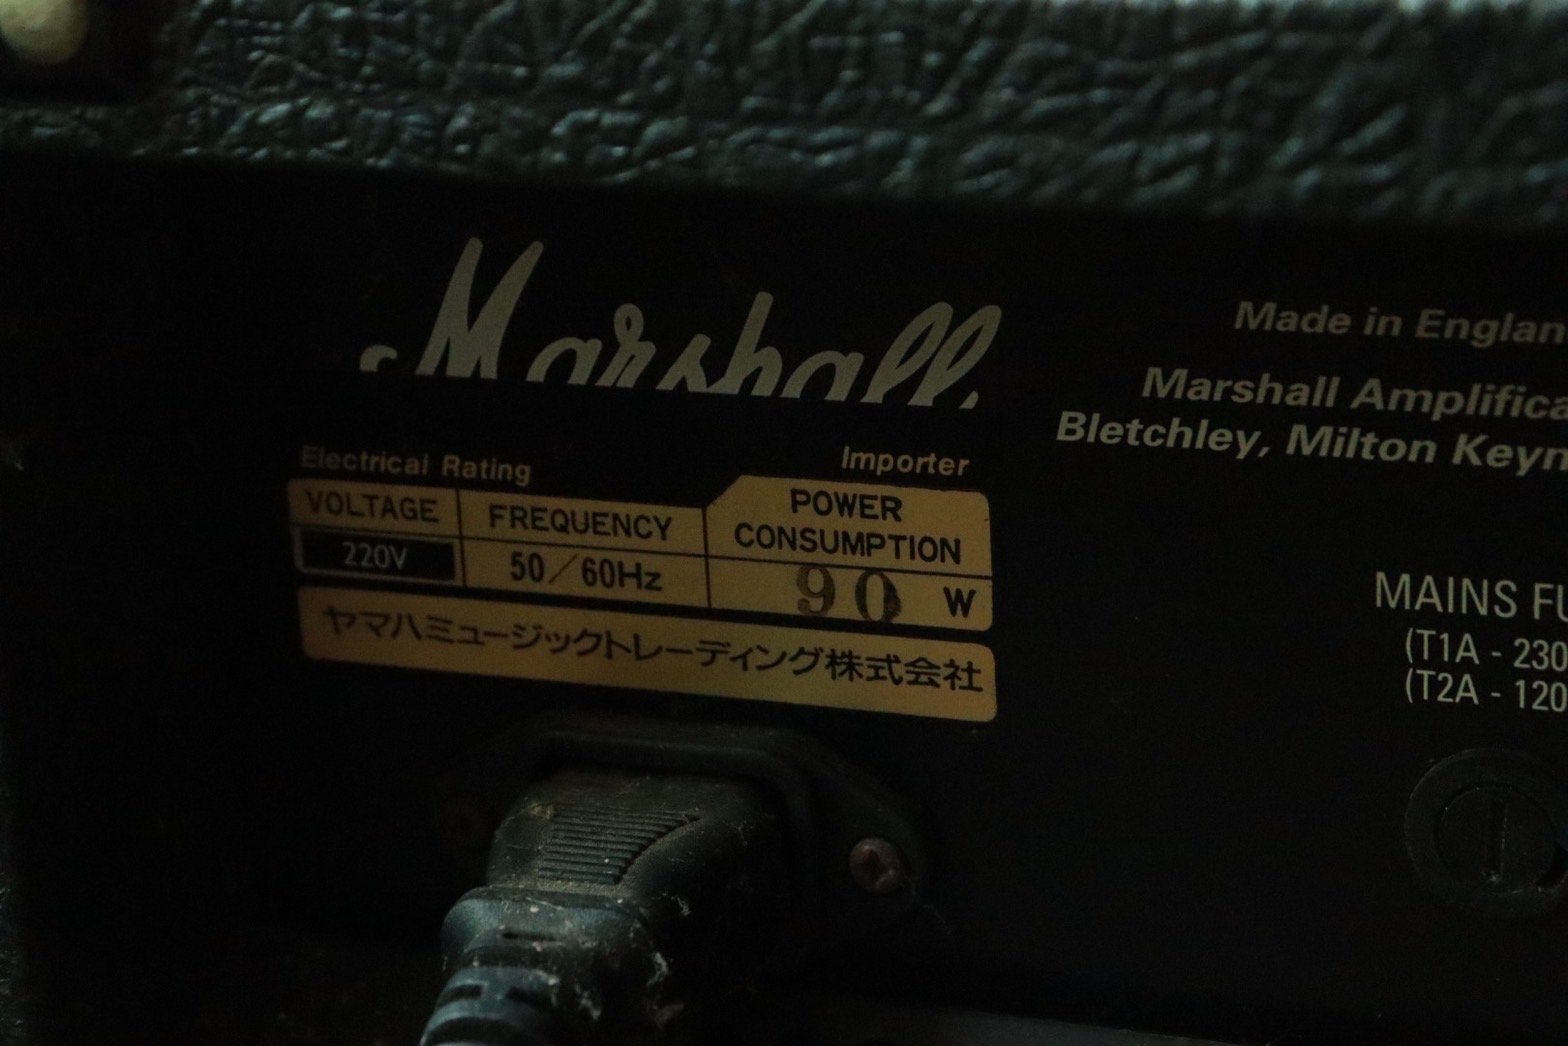 Marshall
Made in Englan
Marshall Amplifica
Bletchley, Milton Keyn
Electrical Rating
Importer
VOLTAGE
FREQUENCY
POWER
CONSUMPTION
220V
50/60Hz
90 W
ヤマハミュージックトレーディング株式会社
MAINS FU
(T1A - 230
(T2A - 120